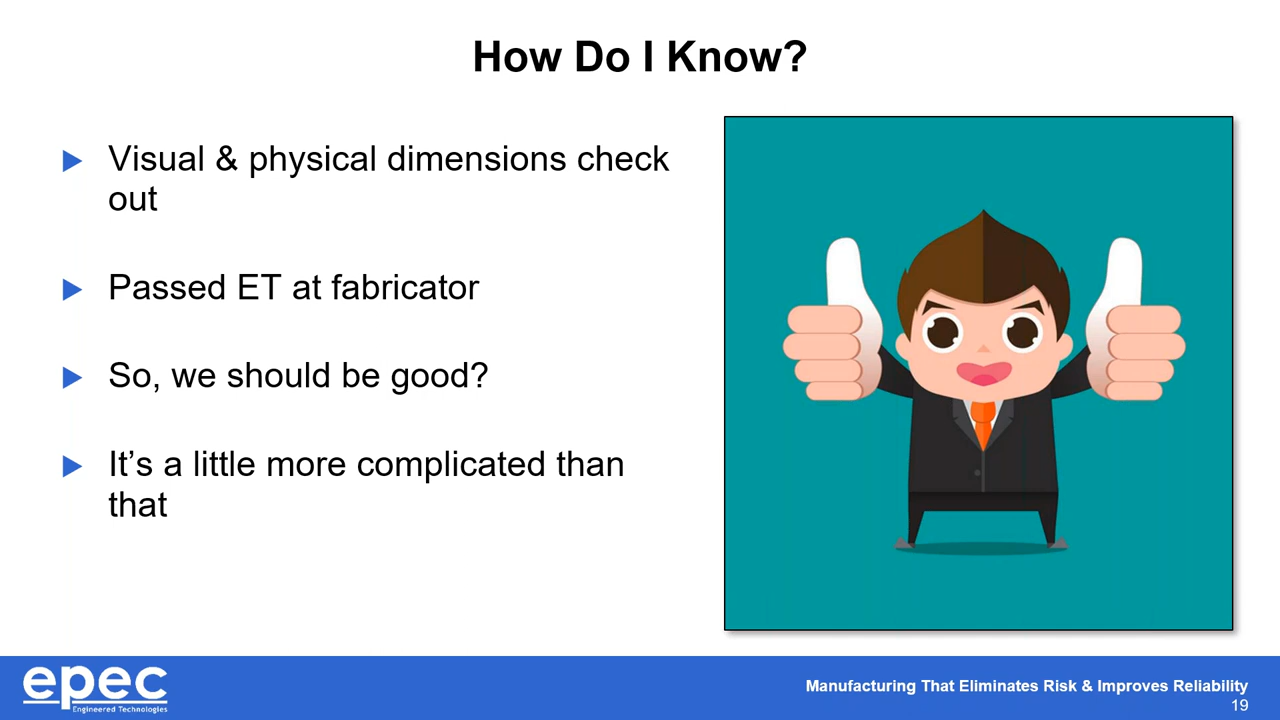 How Do I Know?
Visual & physical dimensions check
out
Passed ET at fabricator
So, we should be good?
It’s a little more complicated than
that
epec
Engineered Technologies
Manufacturing That Eliminates Risk & Improves Reliability
19